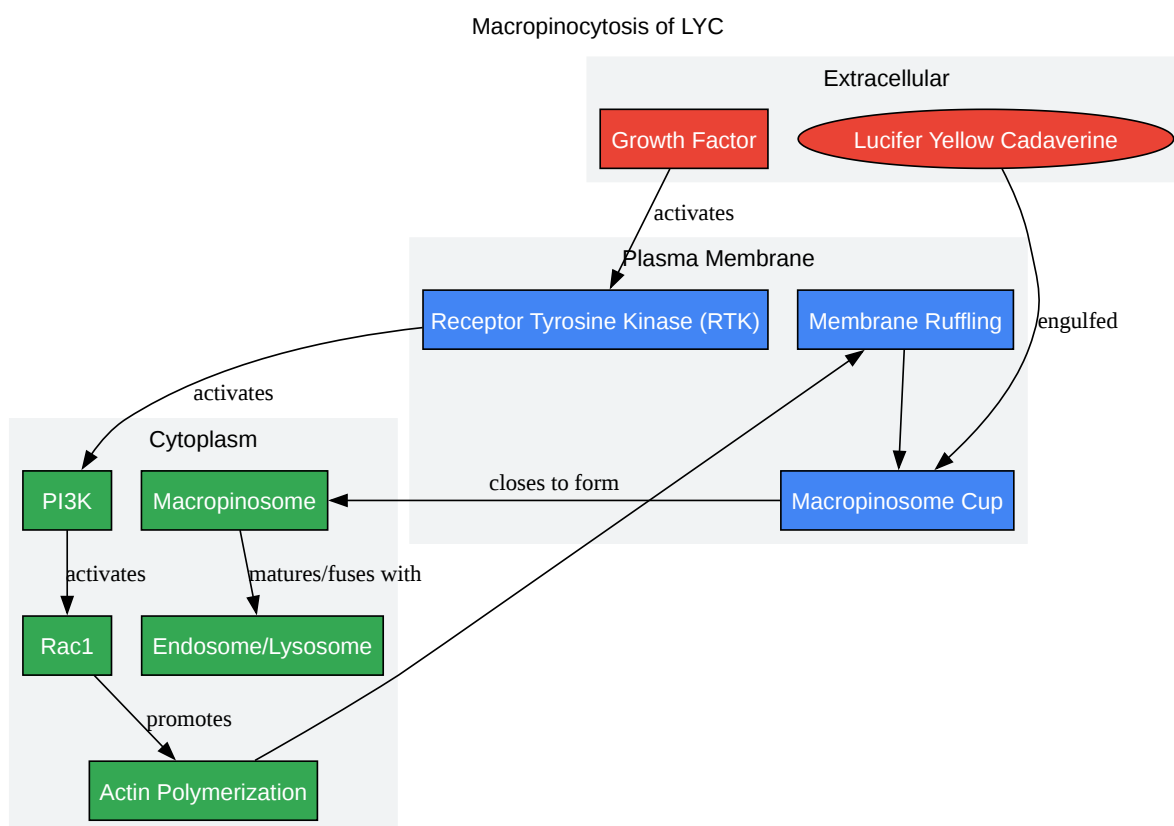 Macropinocytosis of LYC
Extracellular
Growth Factor
Lucifer Yellow Cadaverine
activates
Plasma Membrane
Receptor Tyrosine Kinase (RTK)
Membrane Ruffling
engulfed
activates
Cytoplasm
PI3K
Macropinosome
closes to form
Macropinosome Cup
activates
matures/fuses with
Rac1
Endosome/Lysosome
promotes
Actin Polymerization